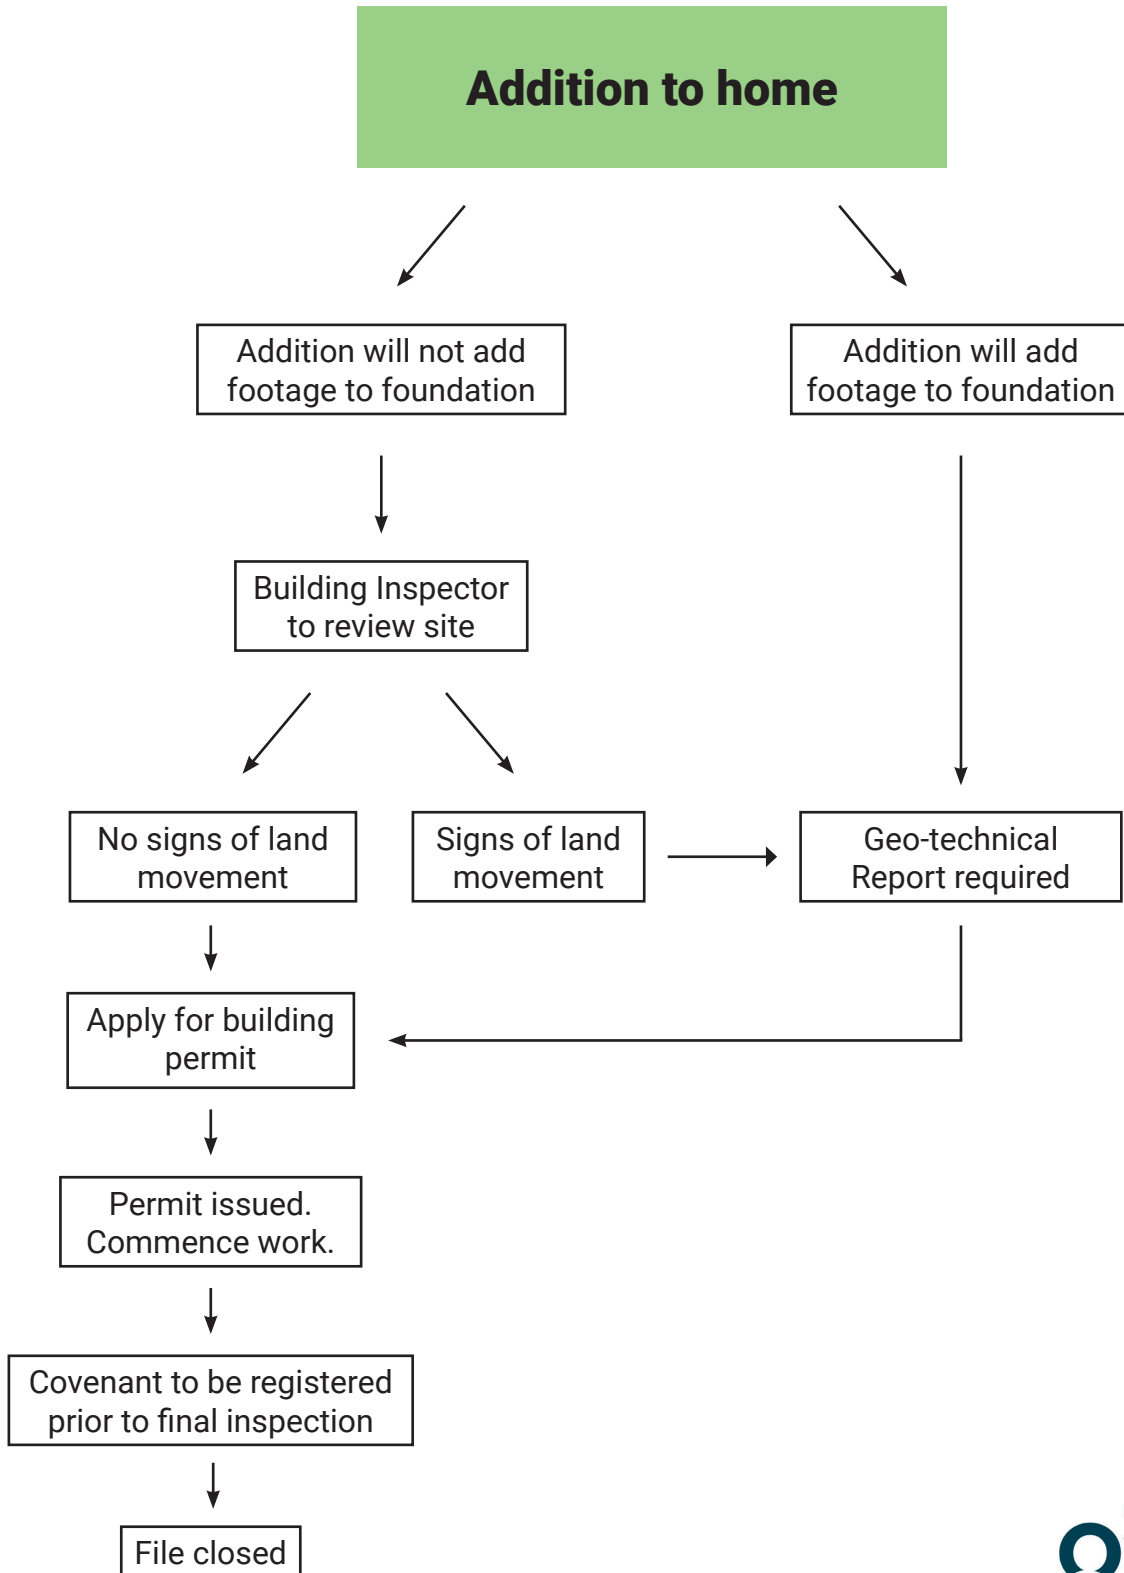 Addition to home
Addition will not add
footage to foundation
Addition will add
footage to foundation
Building Inspector
to review site
No signs of land
movement
Signs of land
movement
Geo-technical
Report required
Apply for building
permit
Permit issued.
Commence work.
Covenant to be registered
prior to final inspection
File closed